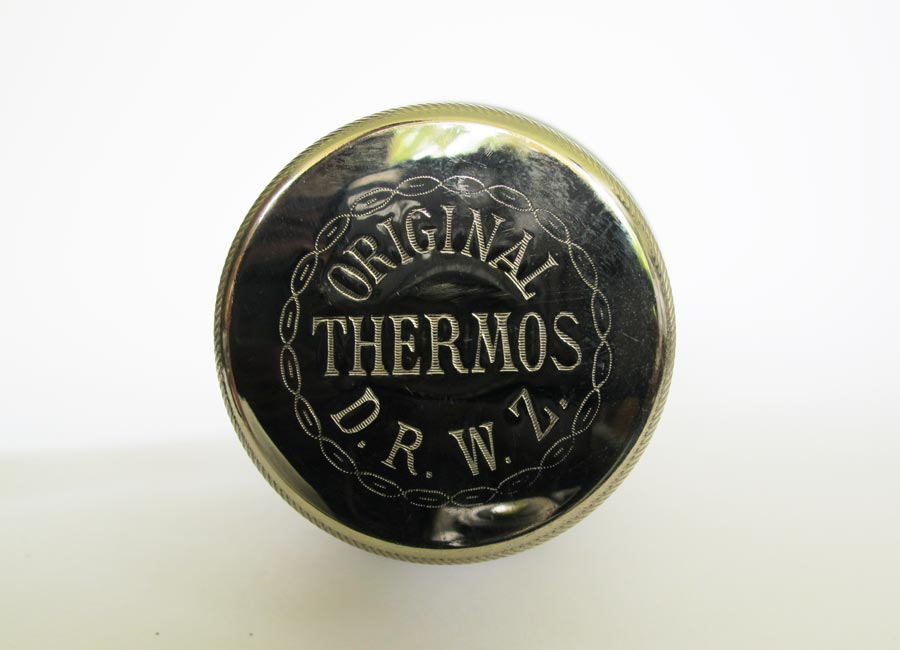 ORIGINAL
THERMOS
D. R. W. Z.